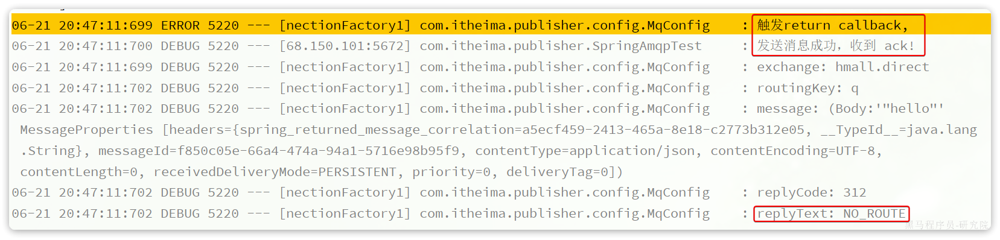 06-21 20:47:11:699 ERROR 5220 --- [nectionFactory1] com.itheima.publisher.config.MqConfig : 触发return callback,
06-21 20:47:11:700 DEBUG 5220 --- [68.150.101:5672] com.itheima.publisher.SpringAmqpTest : 发送消息成功，收到 ack!
06-21 20:47:11:699 DEBUG 5220 --- [nectionFactory1] com.itheima.publisher.config.MqConfig : exchange: hmall.direct
06-21 20:47:11:702 DEBUG 5220 --- [nectionFactory1] com.itheima.publisher.config.MqConfig : routingKey: q
06-21 20:47:11:702 DEBUG 5220 --- [nectionFactory1] com.itheima.publisher.config.MqConfig : message: (Body:'"hello"'
MessageProperties [headers={spring_returned_message_correlation=a5ecf459-2413-465a-8e18-c2773b312e05, __TypeId__=java.lang
.String}, messageId=f850c05e-66a4-474a-94a1-5716e98b95f9, contentType=application/json, contentEncoding=UTF-8,
contentLength=0, receivedDeliveryMode=PERSISTENT, priority=0, deliveryTag=0])
06-21 20:47:11:702 DEBUG 5220 --- [nectionFactory1] com.itheima.publisher.config.MqConfig : replyCode: 312
06-21 20:47:11:702 DEBUG 5220 --- [nectionFactory1] com.itheima.publisher.config.MqConfig : replyText: NO_ROUTE
黑马程序员-研究院